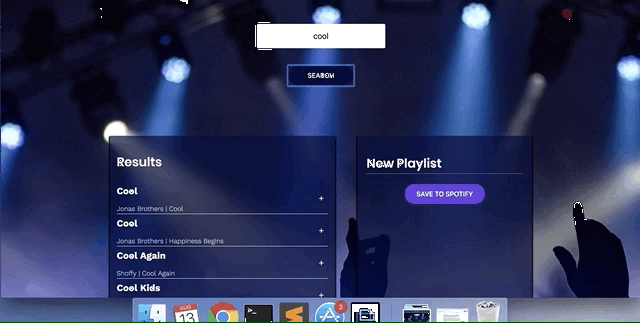 cool
SEARCH
Results
Cool
+
Jonas Brothers | Cool
Cool
+
Jonas Brothers | Happiness Begins
Cool Again
+
Shoffy | Cool Again
Cool Kids
+
New Playlist
SAVE TO SPOTIFY
AUG
13
3